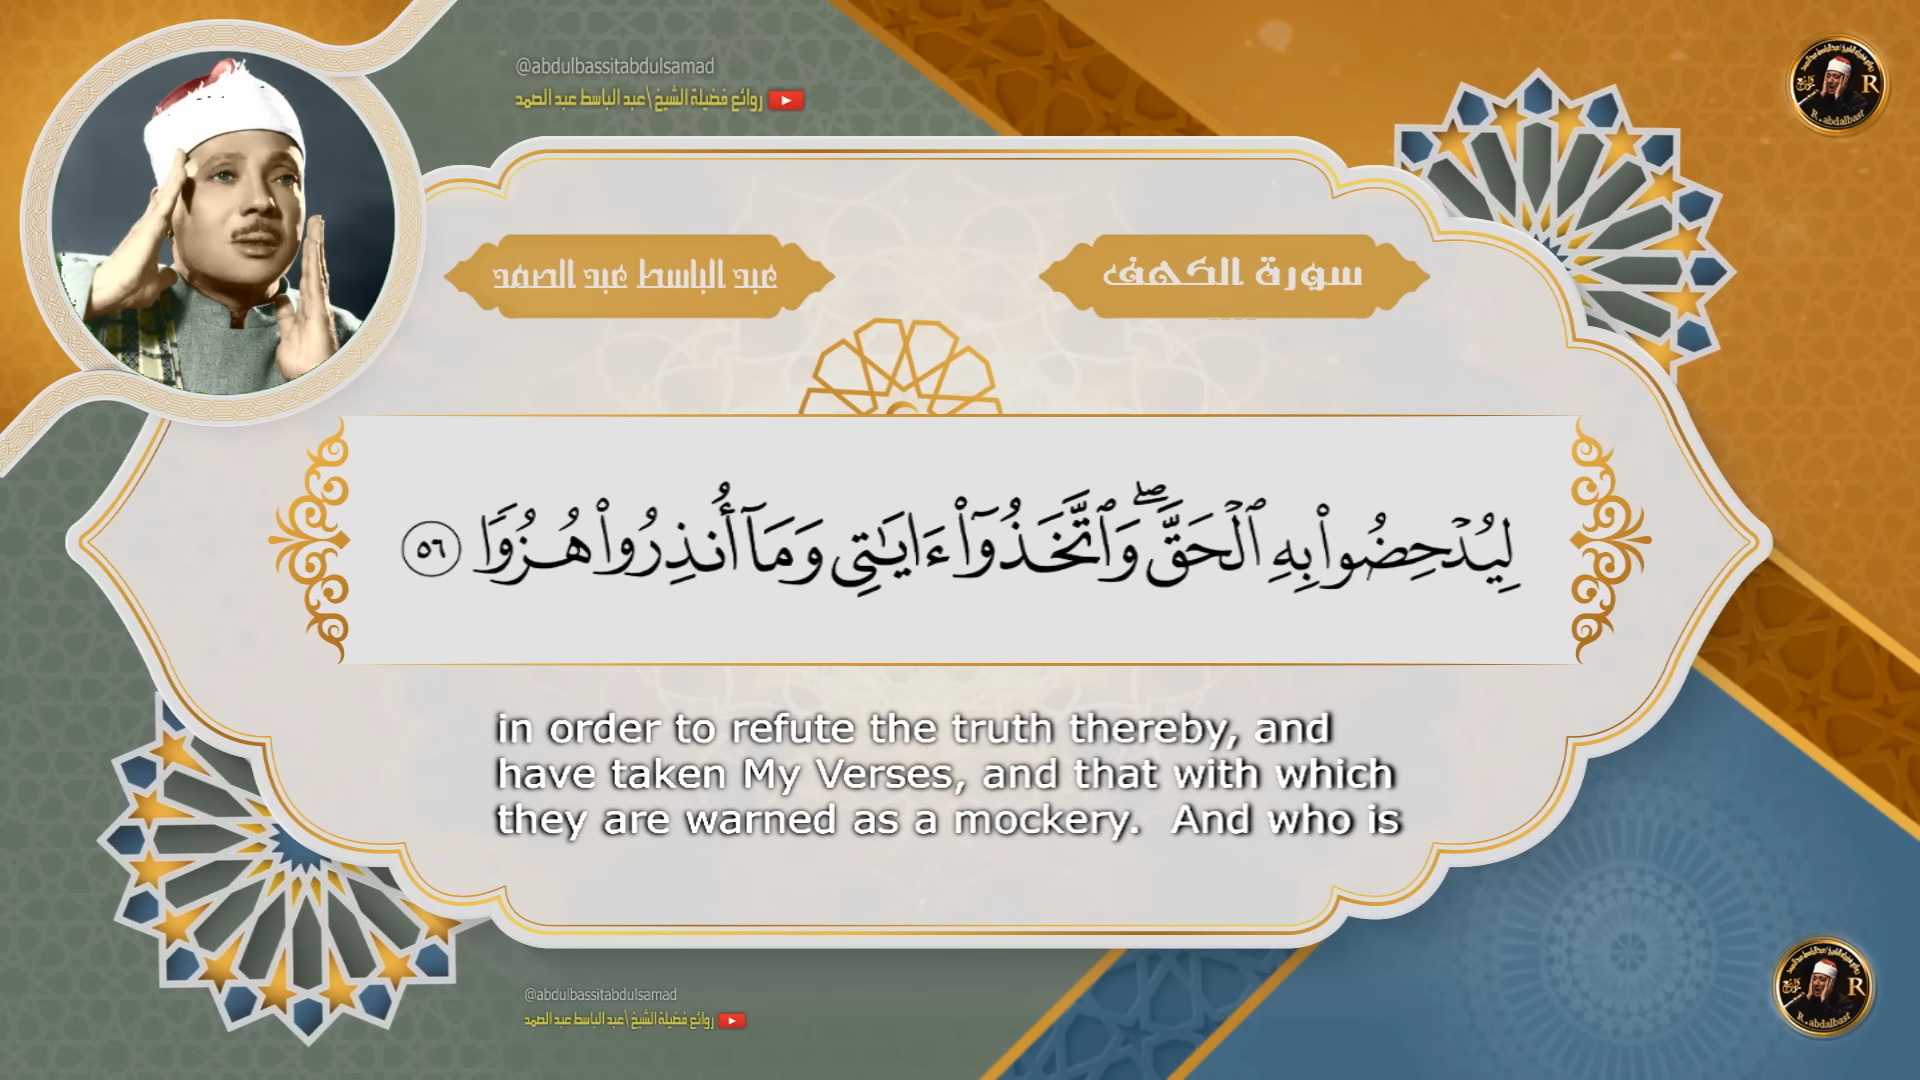 @abdulbassitabdulsamad
روائع فضيلة الشيخ \ عبد الباسط عبد الصمد
سورة الكهف
عبد الباسط عبد الصمد
لِيُدۡحِضُواْ بِهِ ٱلۡحَقَّۖ وَٱتَّخَذُوٓاْ ءَايَٰتِي وَمَآ أُنذِرُواْ هُزُوٗا ٥٦
in order to refute the truth thereby, and
have taken My Verses, and that with which
they are warned as a mockery. And who is
@abdulbassitabdulsamad
روائع فضيلة الشيخ \ عبد الباسط عبد الصمد
R
R.abdalbast
R
R.abdalbast